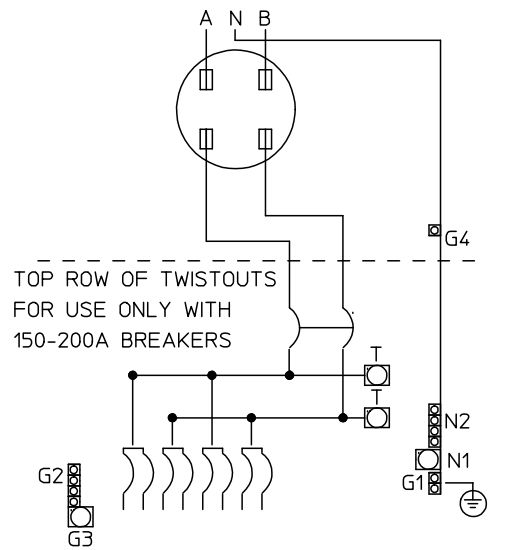 A N B
G4
TOP ROW OF TWISTOUTS
FOR USE ONLY WITH
150-200A BREAKERS
T
T
N2
N1
G2
G1
G3